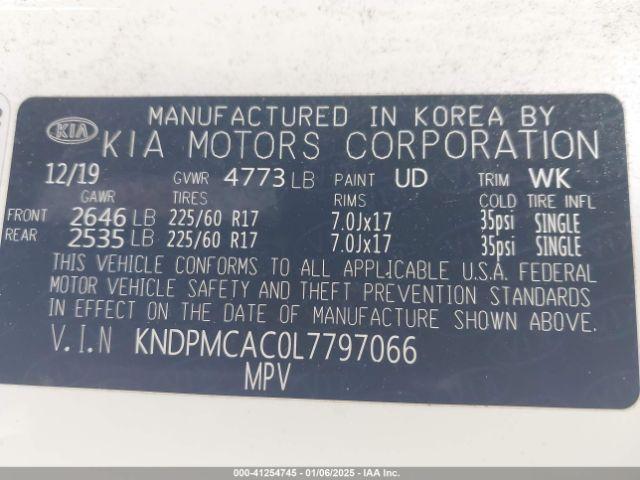 KIA
MANUFACTURED IN KOREA BY
KIA MOTORS CORPORATION
12/19 GVWR 4773 LB PAINT UD TRIM WK
GAWR TIRES RIMS COLD TIRE INFL
FRONT 2646 LB 225/60 R17 7.0Jx17 35psi SINGLE
REAR 2535 LB 225/60 R17 7.0Jx17 35psi SINGLE
THIS VEHICLE CONFORMS TO ALL APPLICABLE U.S.A. FEDERAL
MOTOR VEHICLE SAFETY AND THEFT PREVENTION STANDARDS
IN EFFECT ON THE DATE OF MANUFACTURE SHOWN ABOVE.
V.I.N KNDPMCAC0L7797066
MPV
000-41254745 - 01/06/2025 - IAA Inc.